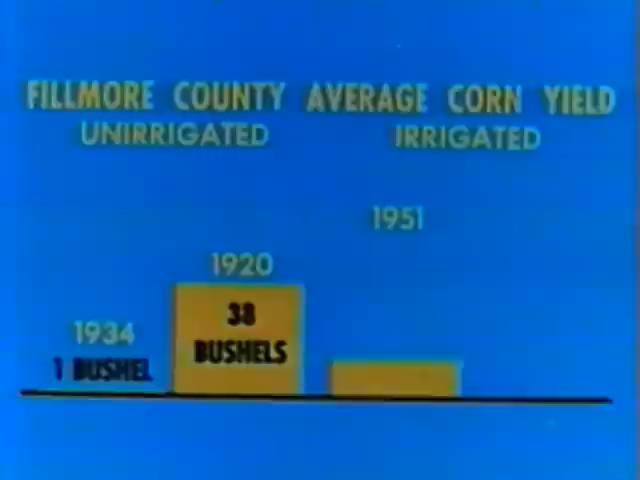 FILLMORE COUNTY AVERAGE CORN YIELD
UNIRRIGATED
IRRIGATED
1951
1920
38
BUSHELS
1934
1 BUSHEL